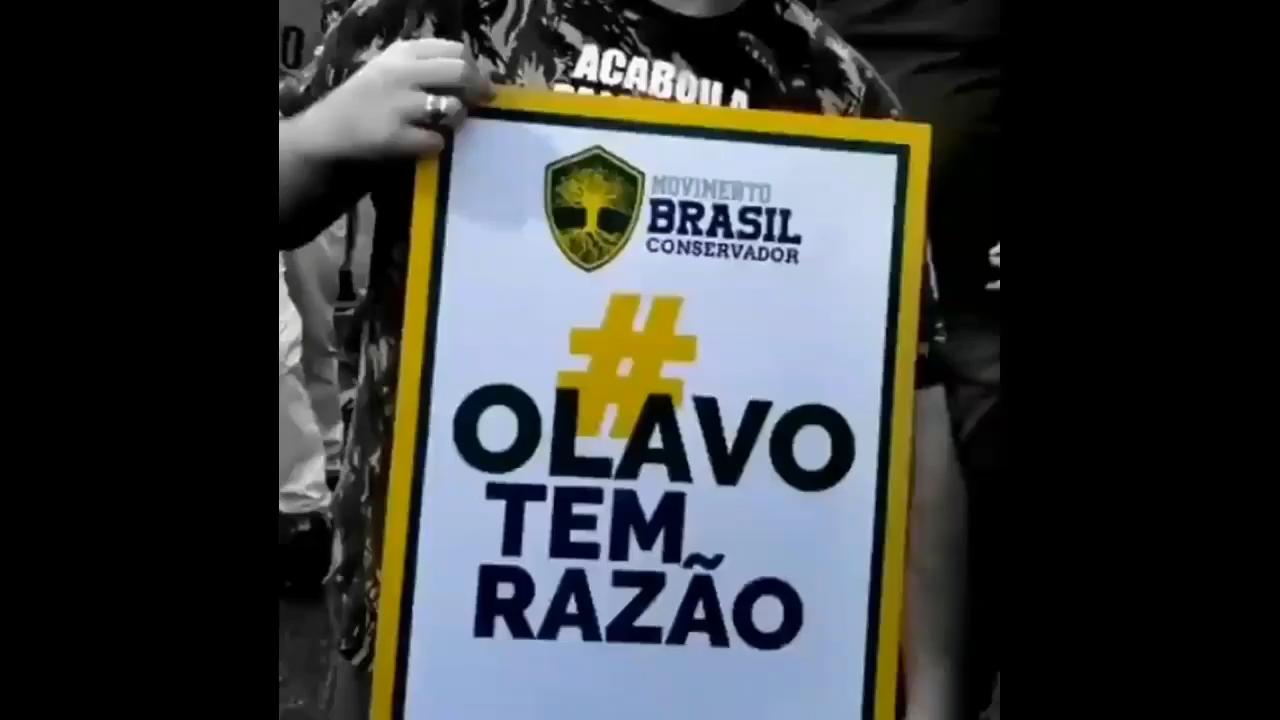 ACABOU A
MOVIMENTO
BRASIL
CONSERVADOR
#
OLAVO
TEM
RAZÃO